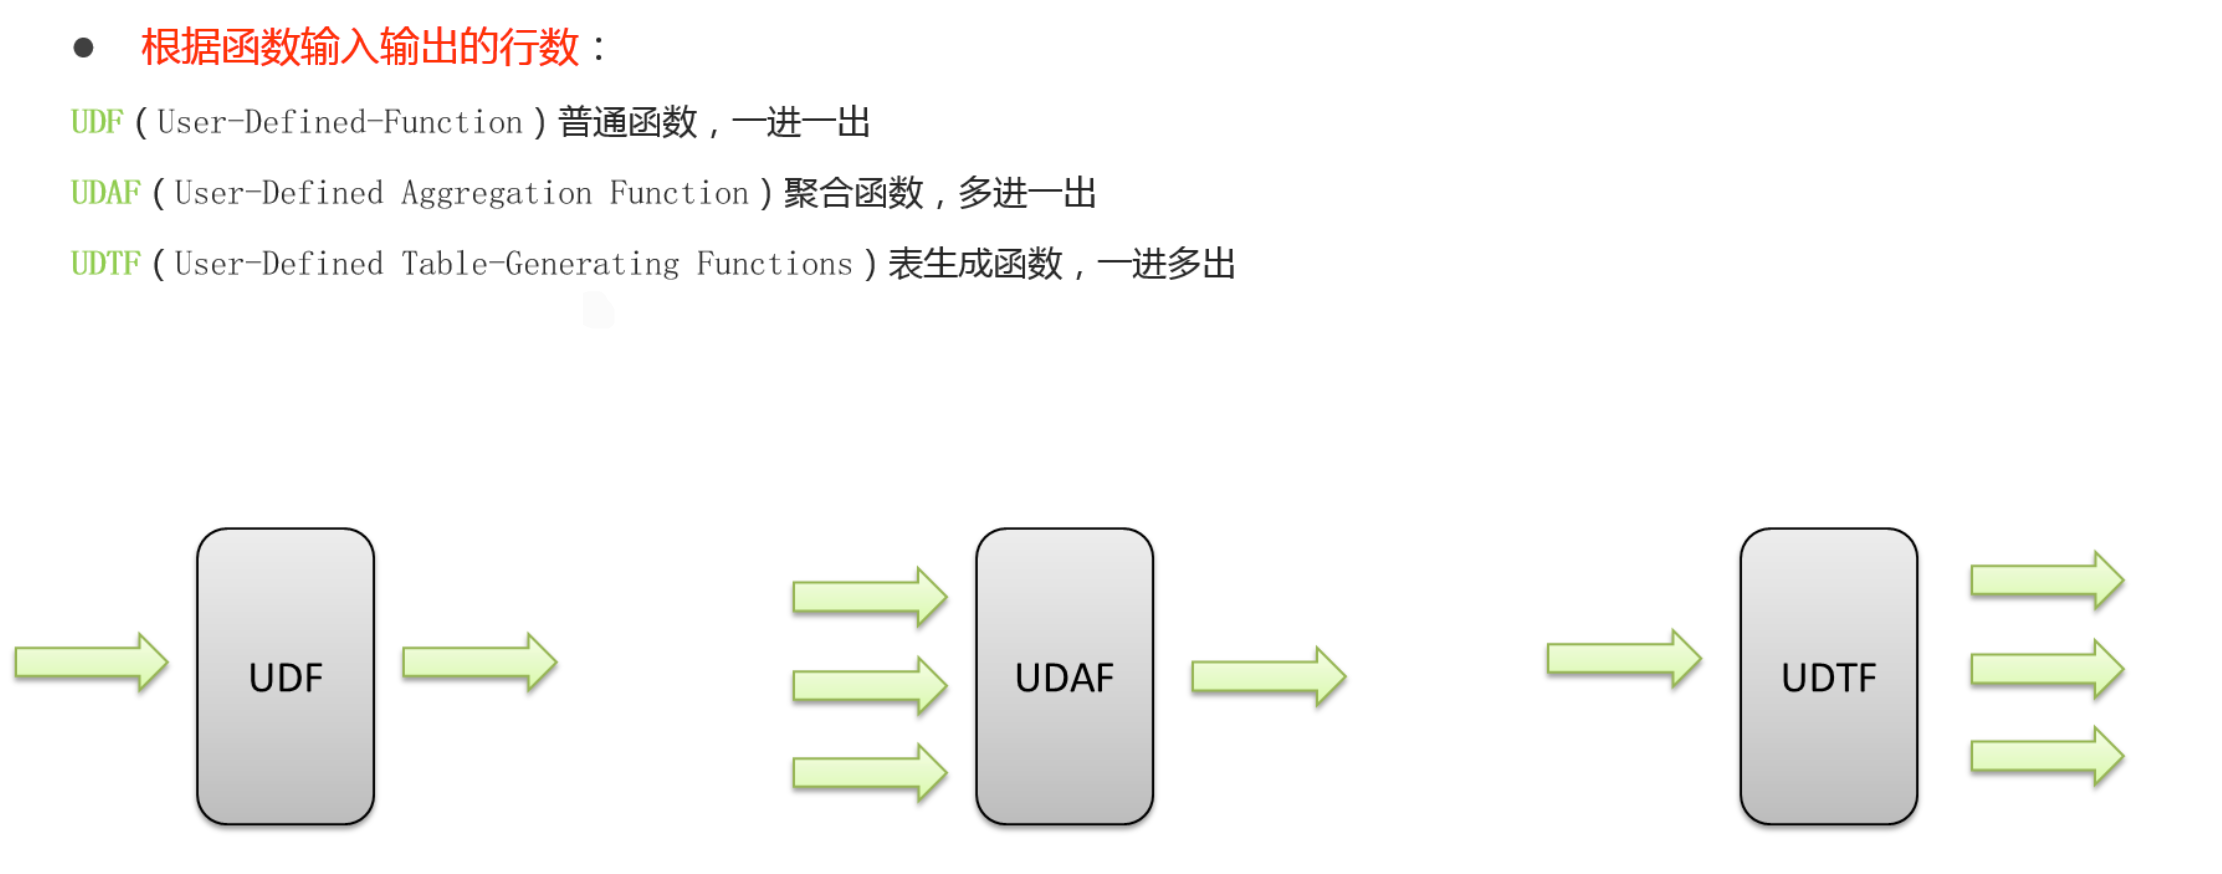 ● 根据函数输入输出的行数：
UDF（User-Defined-Function）普通函数，一进一出
UDAF（User-Defined Aggregation Function）聚合函数，多进一出
UDTF（User-Defined Table-Generating Functions）表生成函数，一进多出
UDF
UDAF
UDTF